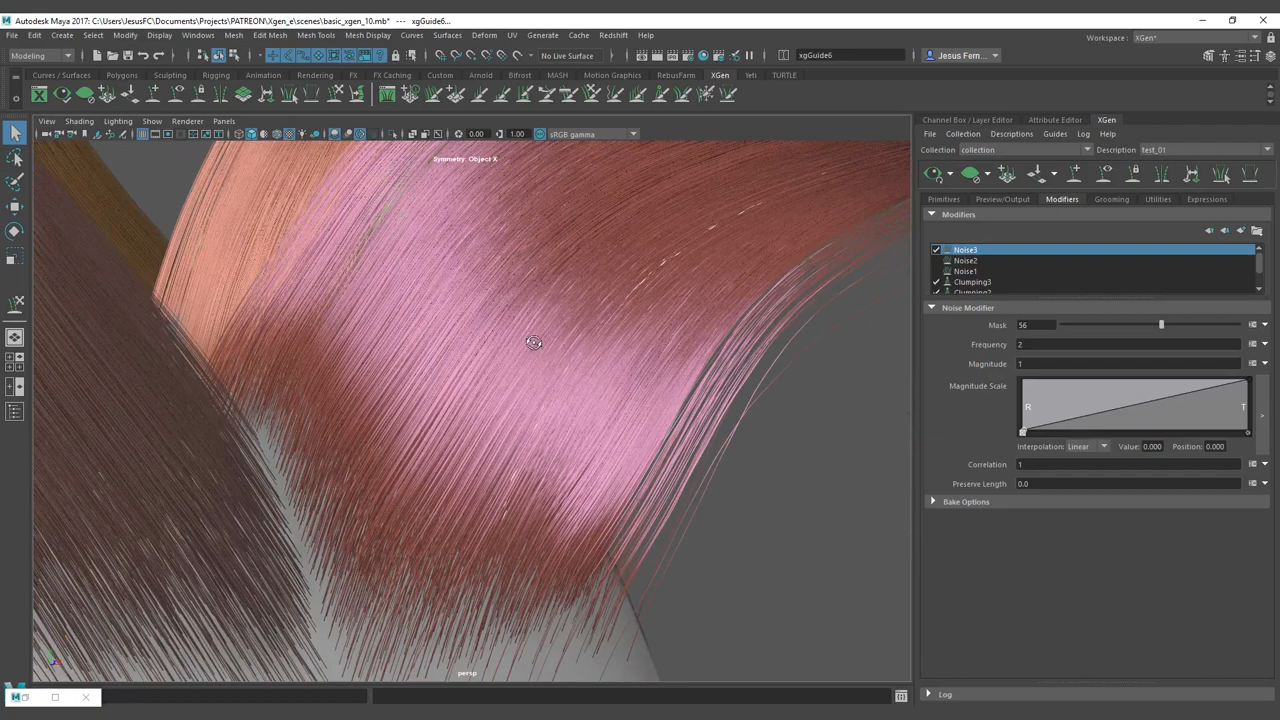 Autodesk Maya 2017: C:\Users\JesusFC\Documents\Projects\PATREON\Xgen_e\scenes\basic_xgen_10.mb* --- xgGuide6...
File Edit Create Select Modify Display Windows Mesh Edit Mesh Mesh Tools Mesh Display Curves Surfaces Deform UV Generate Cache Redshift Help
Workspace : XGen*
Modeling No Live Surface xgGuide6 Jesus Fern...
Curves / Surfaces Polygons Sculpting Rigging Animation Rendering FX FX Caching Custom Arnold Bifrost MASH Motion Graphics RebusFarm XGen Yeti TURTLE
View Shading Lighting Show Renderer Panels
0.00 1.00 sRGB gamma
Symmetry: Object X
persp
Channel Box / Layer Editor Attribute Editor XGen
File Collection Descriptions Guides Log Help
Collection collection Description test_01
Primitives Preview/Output Modifiers Grooming Utilities Expressions
Modifiers
Noise3
Noise2
Noise1
Clumping3
Noise Modifier
Mask 56
Frequency 2
Magnitude 1
Magnitude Scale
R T
>
Interpolation: Linear Value: 0.000 Position: 0.000
Correlation 1
Preserve Length 0.0
Bake Options
Log